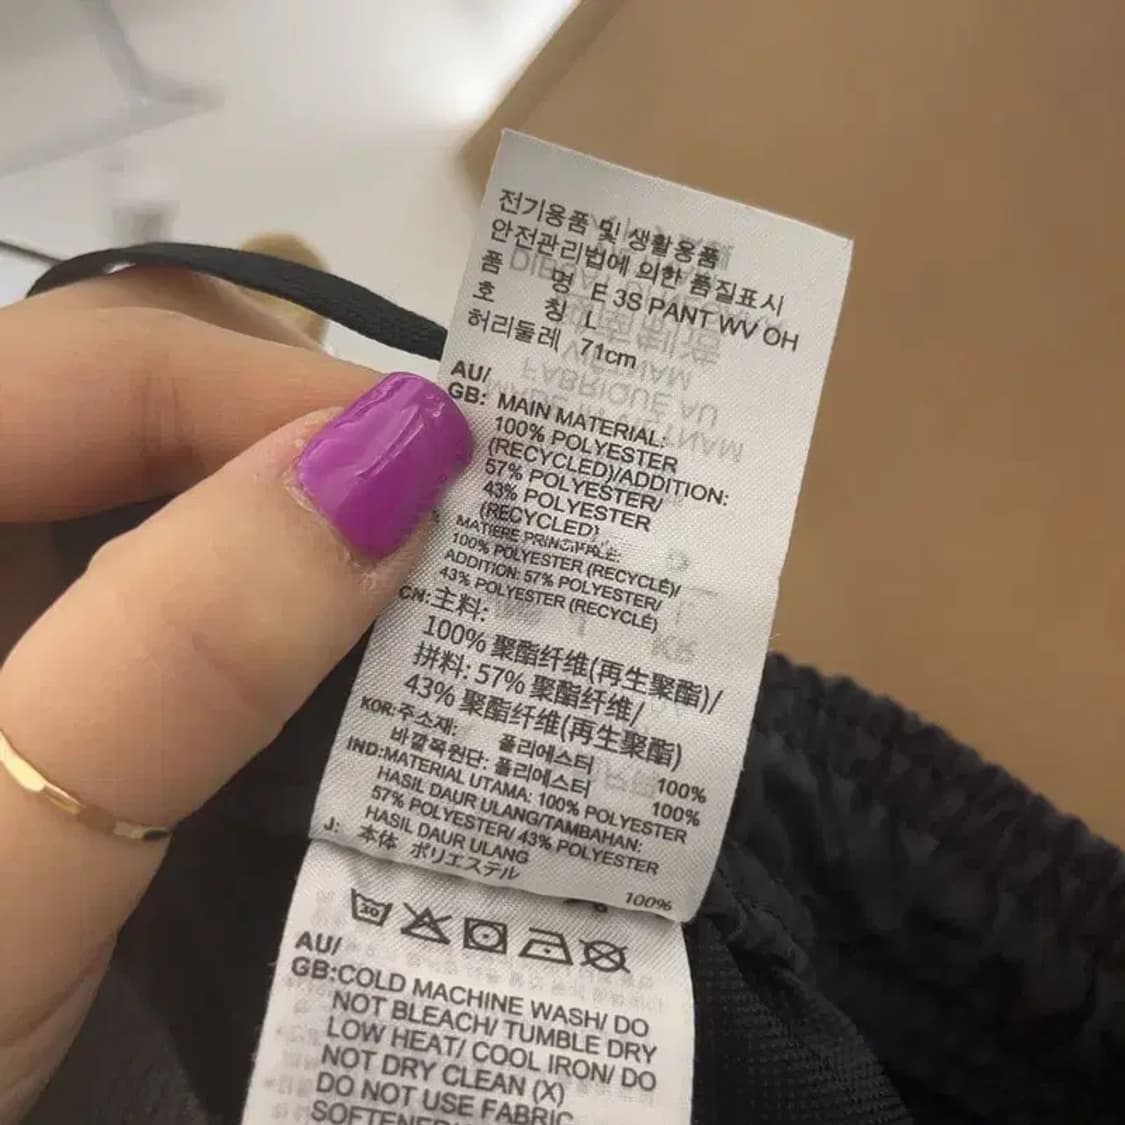 전기용품 및 생활용품
안전관리법에 의한 품질표시
품 명 E 3S PANT WV OH
호 칭 L
허리둘레 71cm
AU/
GB: MAIN MATERIAL:
100% POLYESTER
(RECYCLED)/ADDITION:
57% POLYESTER/
43% POLYESTER
(RECYCLED)
MATIERE PRINCIPALE:
100% POLYESTER (RECYCLÉ)/
ADDITION: 57% POLYESTER/
43% POLYESTER (RECYCLÉ)
CN:主料:
100% 聚酯纤维(再生聚酯)/
拼料: 57% 聚酯纤维/
43% 聚酯纤维(再生聚酯)
KOR:주소재: 폴리에스터 100%
바깥쪽원단: 폴리에스터 100%
IND:MATERIAL UTAMA: 100% POLYESTER
HASIL DAUR ULANG/TAMBAHAN:
57% POLYESTER/ 43% POLYESTER
HASIL DAUR ULANG
J: 本体 ポリエステル 100%
30
AU/
GB:COLD MACHINE WASH/ DO
NOT BLEACH/ TUMBLE DRY
LOW HEAT/ COOL IRON/ DO
NOT DRY CLEAN (X)
DO NOT USE FABRIC
SOFTENER